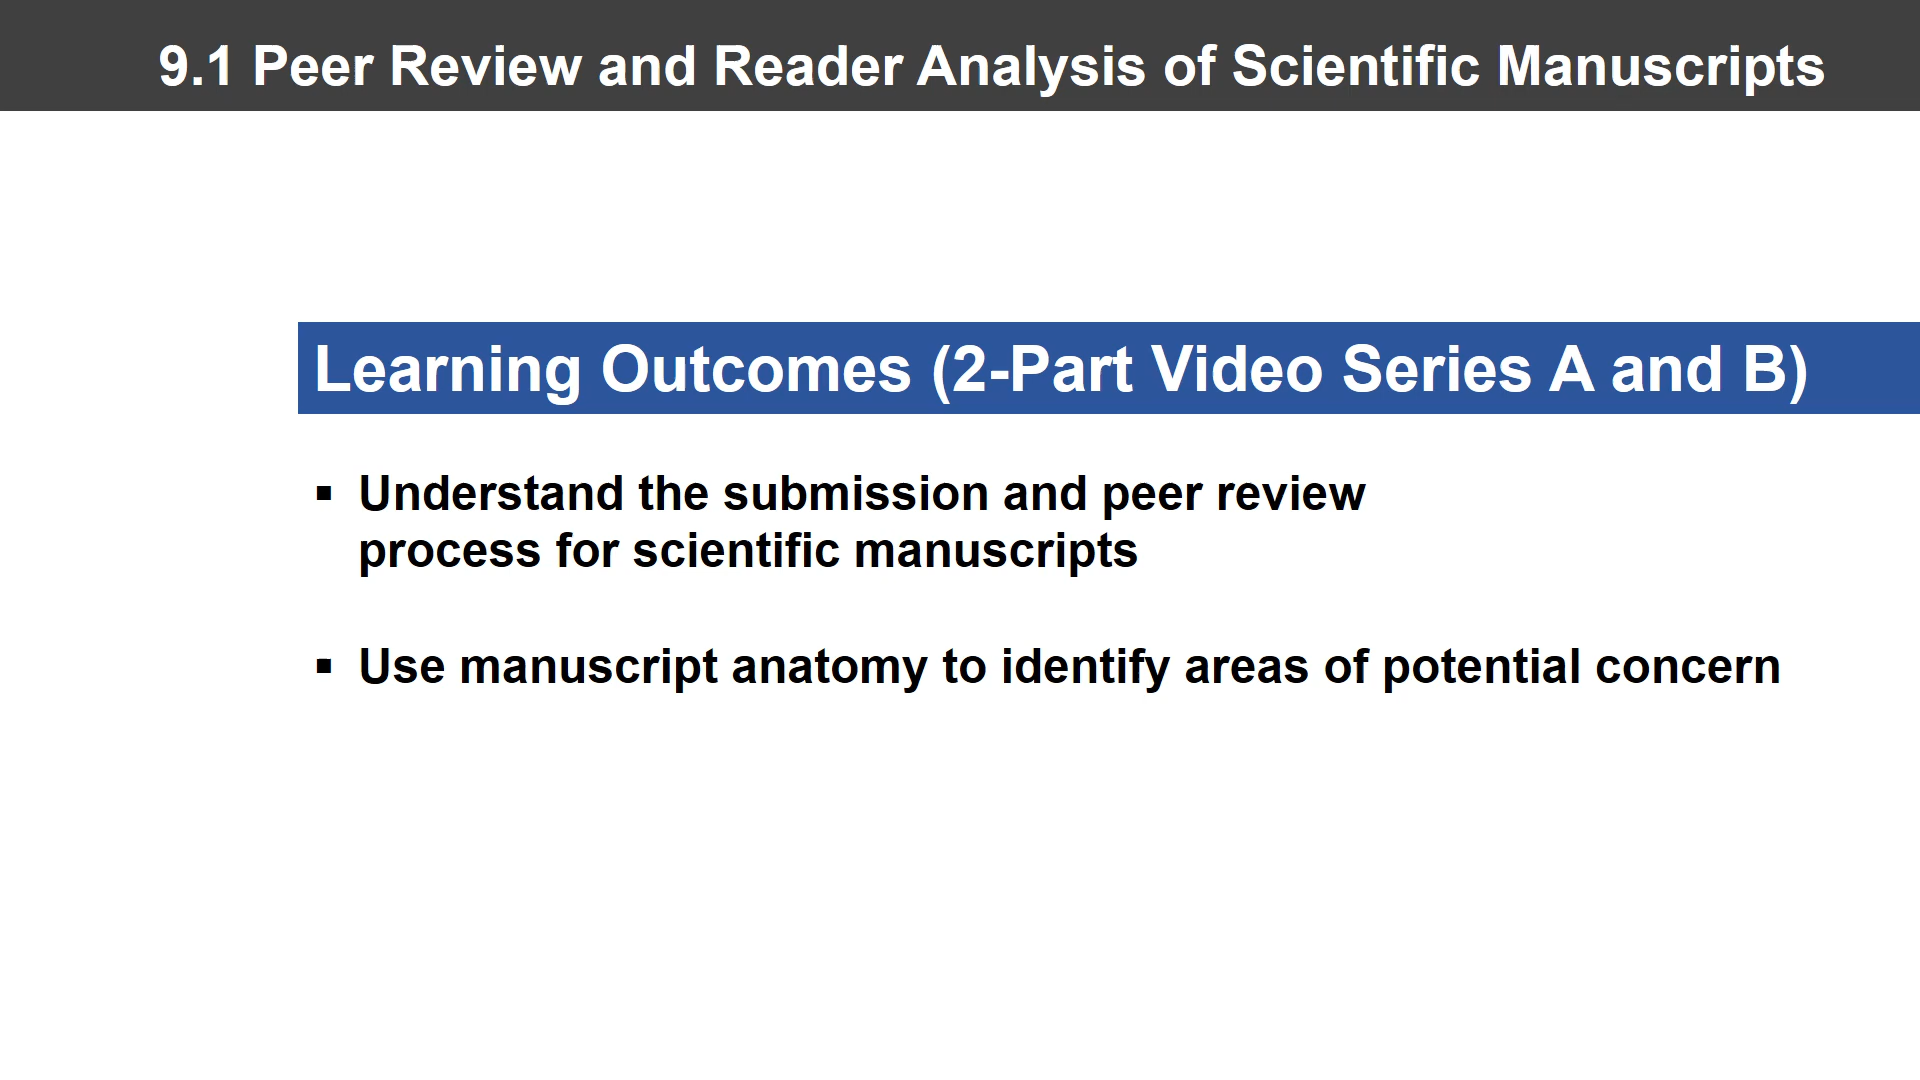 9.1 Peer Review and Reader Analysis of Scientific Manuscripts
Learning Outcomes (2-Part Video Series A and B)
▪ Understand the submission and peer review
process for scientific manuscripts
▪ Use manuscript anatomy to identify areas of potential concern